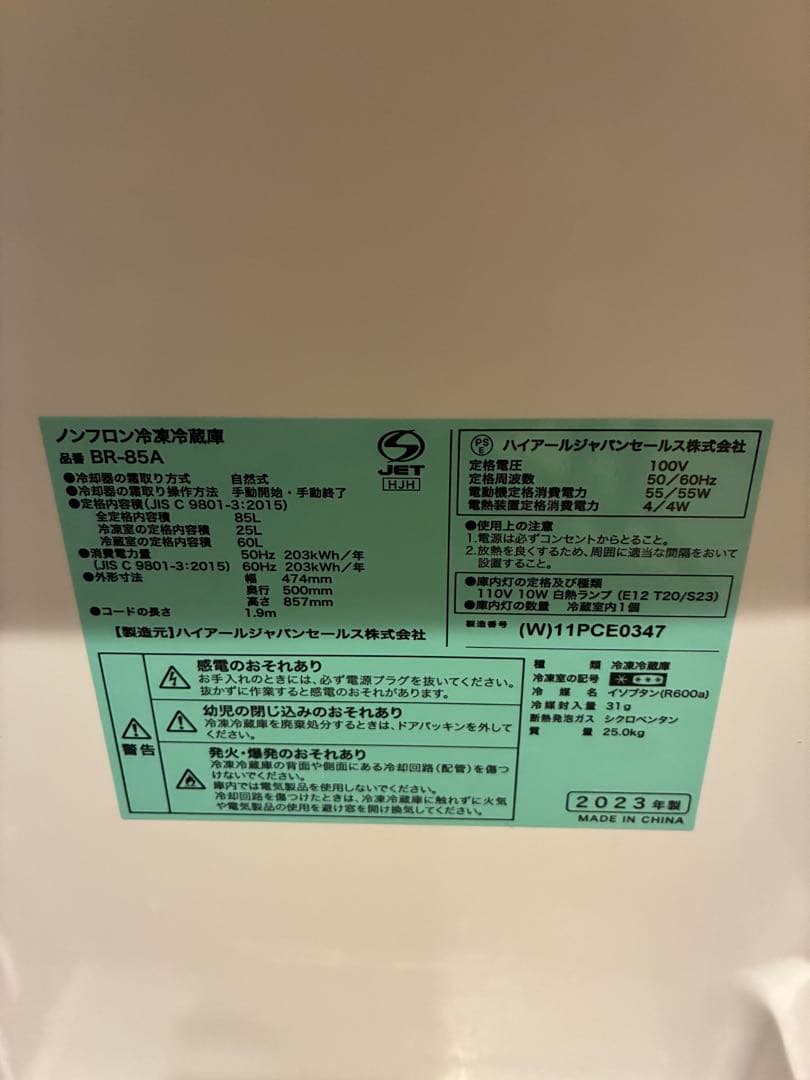 ノンフロン冷凍冷蔵庫
品番 BR-85A
JET
HJH
●冷却器の霜取り方式 自然式
●冷却器の霜取り操作方法 手動開始・手動終了
●定格内容積(JIS C 9801-3:2015)
全定格内容積 85L
冷凍室の定格内容積 25L
冷蔵室の定格内容積 60L
●消費電力量 50Hz 203kWh/年
(JIS C 9801-3:2015) 60Hz 203kWh/年
●外形寸法 幅 474mm
奥行 500mm
高さ 857mm
●コードの長さ 1.9m
【製造元】ハイアールジャパンセールス株式会社
PSE ハイアールジャパンセールス株式会社
定格電圧 100V
定格周波数 50/60Hz
電動機定格消費電力 55/55W
電熱装置定格消費電力 4/4W
●使用上の注意
1.電源は必ずコンセントからとること。
2.放熱を良くするため、周囲に適当な間隔をおいて
設置すること。
●庫内灯の定格及び種類
110V 10W 白熱ランプ (E12 T20/S23)
●庫内灯の数量 冷蔵室内1個
製造番号 (W)11PCE0347
警告
感電のおそれあり
お手入れのときには、必ず電源プラグを抜いてください。
抜かずに作業すると感電のおそれがあります。
幼児の閉じ込みのおそれあり
冷凍冷蔵庫を廃棄処分するときは、ドアパッキンを外して
ください。
発火・爆発のおそれあり
冷凍冷蔵庫の背面や側面にある冷却回路(配管)を傷つ
けないでください。
庫内では電気製品を使用しないでください。
冷却回路を傷つけたときは、冷凍冷蔵庫に触れずに火気
や電気製品の使用を避け窓を開け換気してください。
種類 冷凍冷蔵庫
冷凍室の記号
冷媒名 イソブタン(R600a)
冷媒封入量 31g
断熱発泡ガス シクロペンタン
質量 25.0kg
2023年製
MADE IN CHINA